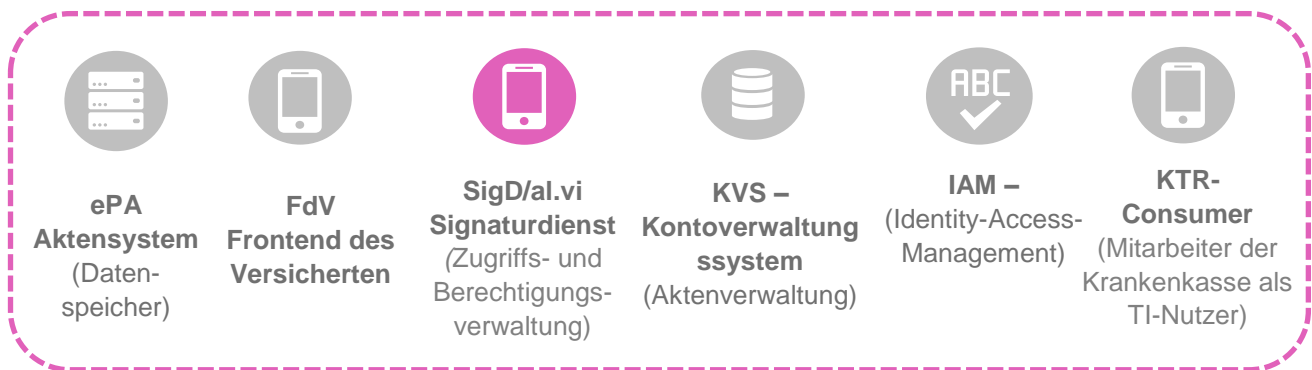 ABC
ePA
Aktensystem
(Daten-
speicher)
FdV
Frontend des
Versicherten
SigD/al.vi
Signaturdienst
(Zugriffs- und
Berechtigungs-
verwaltung)
KVS –
Kontoverwaltung
ssystem
(Aktenverwaltung)
IAM –
(Identity-Access-
Management)
KTR-
Consumer
(Mitarbeiter der
Krankenkasse als
TI-Nutzer)